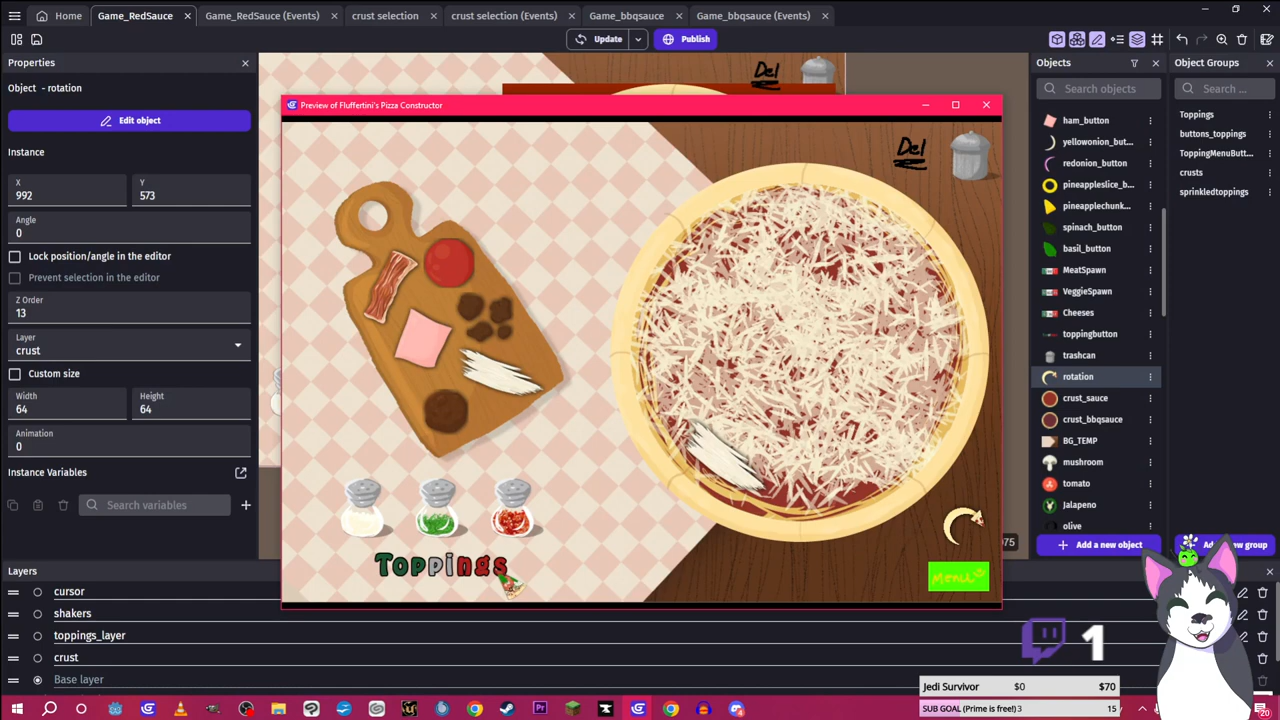 Home
Game_RedSauce
Game_RedSauce (Events)
crust selection
crust selection (Events)
Game_bbqsauce
Game_bbqsauce (Events)
Update
Publish
Properties
Object - rotation
Edit object
Instance
X
992
Y
573
Angle
0
Lock position/angle in the editor
Prevent selection in the editor
Z Order
13
Layer
crust
Custom size
Width
64
Height
64
Animation
0
Instance Variables
Search variables
Del
Preview of Fluffertini's Pizza Constructor
Del
Toppings
Menu
Objects
Search objects
ham_button
yellowonion_but...
redonion_button
pineappleslice_b...
pineapplechunk...
spinach_button
basil_button
MeatSpawn
VeggieSpawn
Cheeses
toppingbutton
trashcan
rotation
crust_sauce
crust_bbqsauce
BG_TEMP
mushroom
tomato
Jalapeno
olive
Add a new object
Object Groups
Search ...
Toppings
buttons_toppings
ToppingMenuButt...
crusts
sprinkledtoppings
Layers
cursor
shakers
toppings_layer
crust
Base layer
1
Jedi Survivor $0 $70
SUB GOAL (Prime is free!) 3 15
20